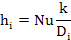 hᵢ = Nu k/Dᵢ